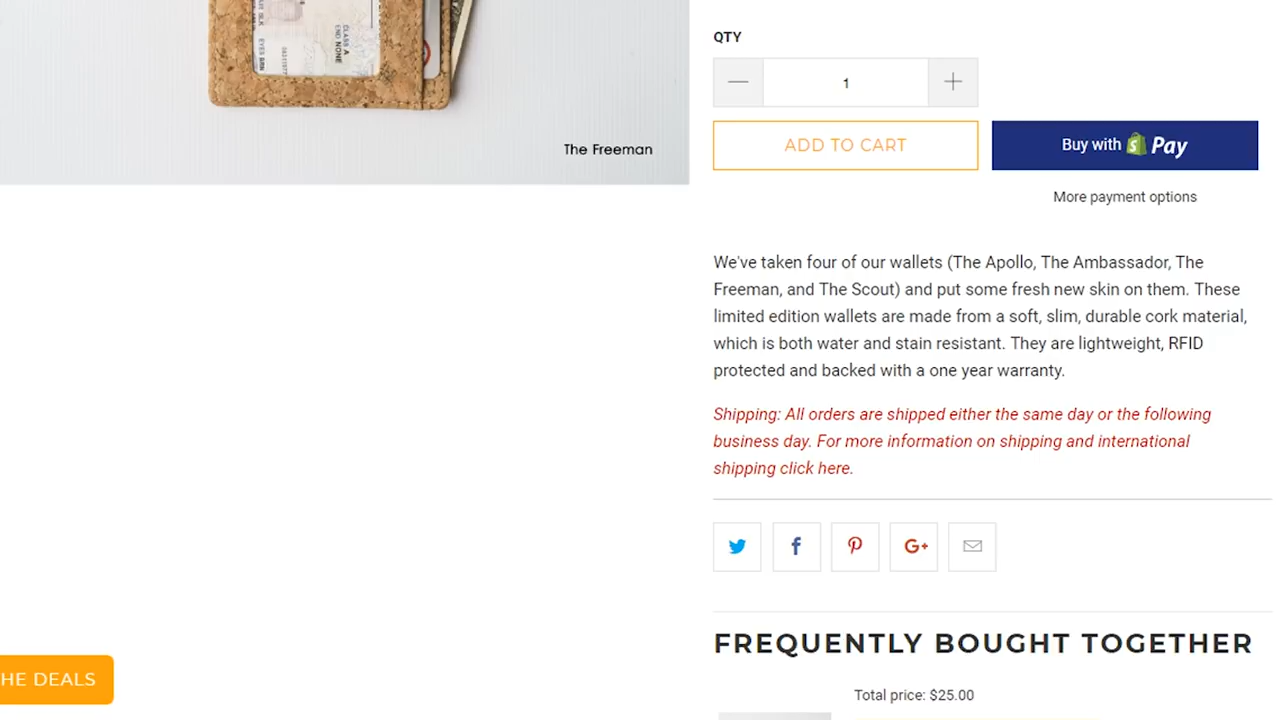 CLASS A
END NONE
The Freeman
QTY
1
ADD TO CART
Buy with Pay
More payment options
We've taken four of our wallets (The Apollo, The Ambassador, The
Freeman, and The Scout) and put some fresh new skin on them. These
limited edition wallets are made from a soft, slim, durable cork material,
which is both water and stain resistant. They are lightweight, RFID
protected and backed with a one year warranty.
Shipping: All orders are shipped either the same day or the following
business day. For more information on shipping and international
shipping click here.
G+
FREQUENTLY BOUGHT TOGETHER
Total price: $25.00
HE DEALS